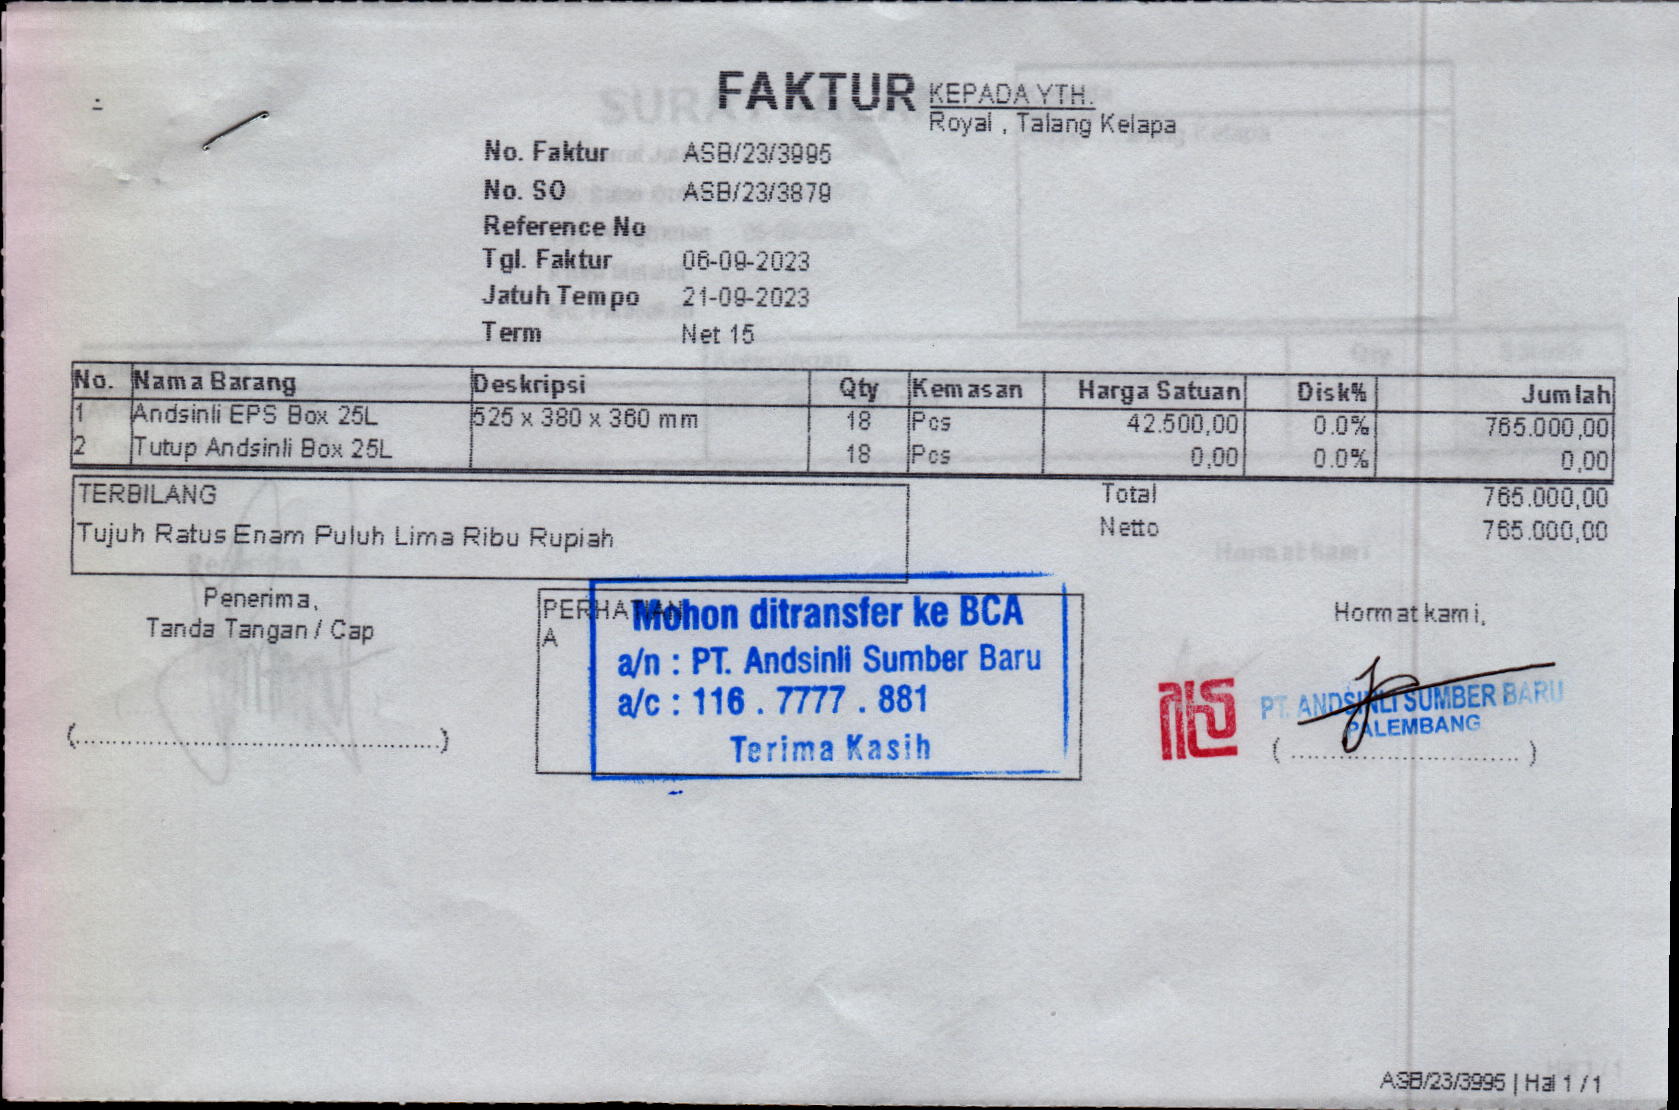 FAKTUR
KEPADA YTH.
Royal , Talang Kelapa
No. Faktur ASB/23/3995
No. SO ASB/23/3879
Reference No
Tgl. Faktur 06-09-2023
Jatuh Tempo 21-09-2023
Term Net 15
No. Nama Barang Deskripsi Qty Kemasan Harga Satuan Disk% Jumlah
1 Andsinli EPS Box 25L 525 x 380 x 360 mm 18 Pcs 42.500,00 0.0% 765.000,00
2 Tutup Andsinli Box 25L 18 Pcs 0,00 0.0% 0,00
TERBILANG
Tujuh Ratus Enam Puluh Lima Ribu Rupiah
Total 765.000,00
Netto 765.000,00
Penerima,
Tanda Tangan / Cap
(..........................................)
PERHATIAN
A
Mohon ditransfer ke BCA
a/n : PT. Andsinli Sumber Baru
a/c : 116 . 7777 . 881
Terima Kasih
Hormat kami,
PT. ANDSINLI SUMBER BARU
PALEMBANG
(............................)
ASB/23/3995 | Hal 1 / 1